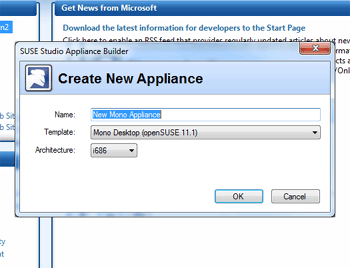 Get News from Microsoft
Download the latest information for developers to the Start Page
Click here to enable an RSS feed that provider regularly updated articles about new
SUSE Studio Appliance Builder
Create New Appliance
Name: New Mono Appliance
Template: Mono Desktop (openSUSE 11.1)
Architecture: i686
OK Cancel